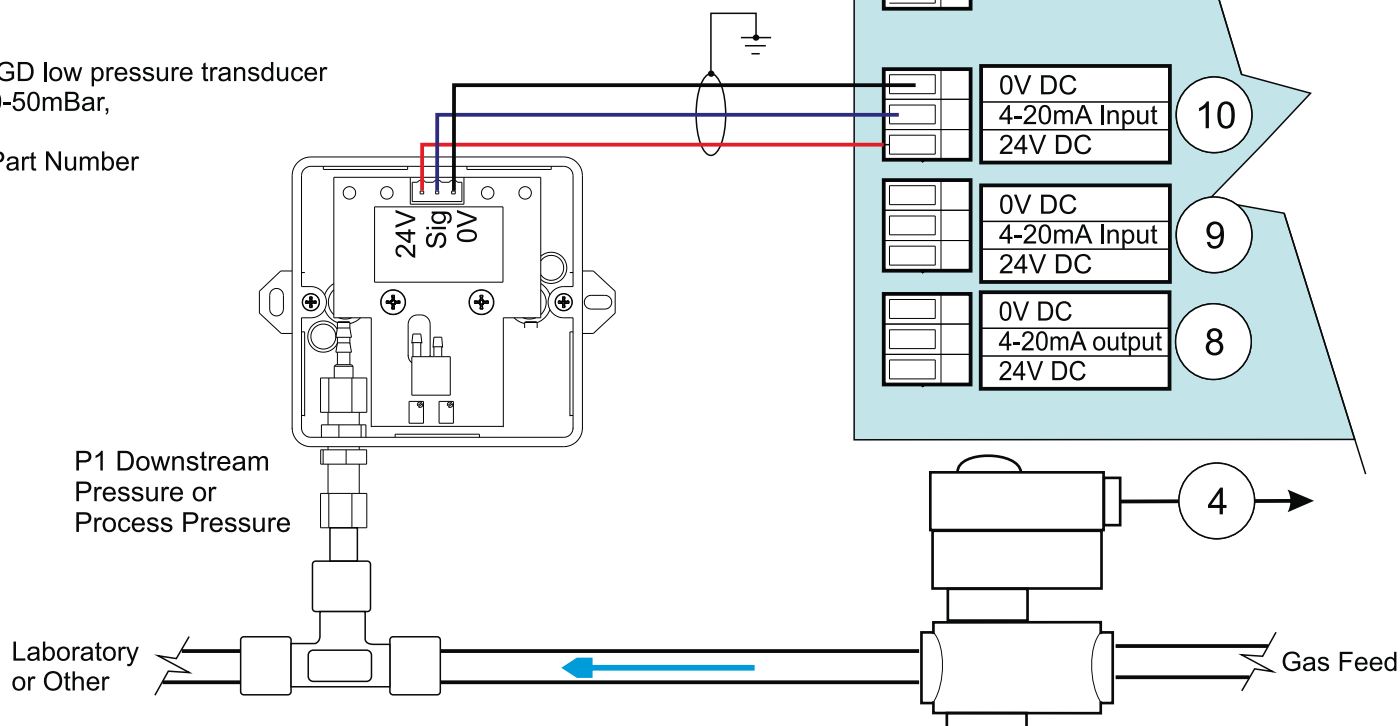 GD low pressure transducer
-50mBar,
Part Number
0V DC
4-20mA Input
24V DC
10
0V DC
4-20mA Input
24V DC
9
0V DC
4-20mA output
24V DC
8
24V
Sig
0V
P1 Downstream
Pressure or
Process Pressure
4
Laboratory
or Other
Gas Feed